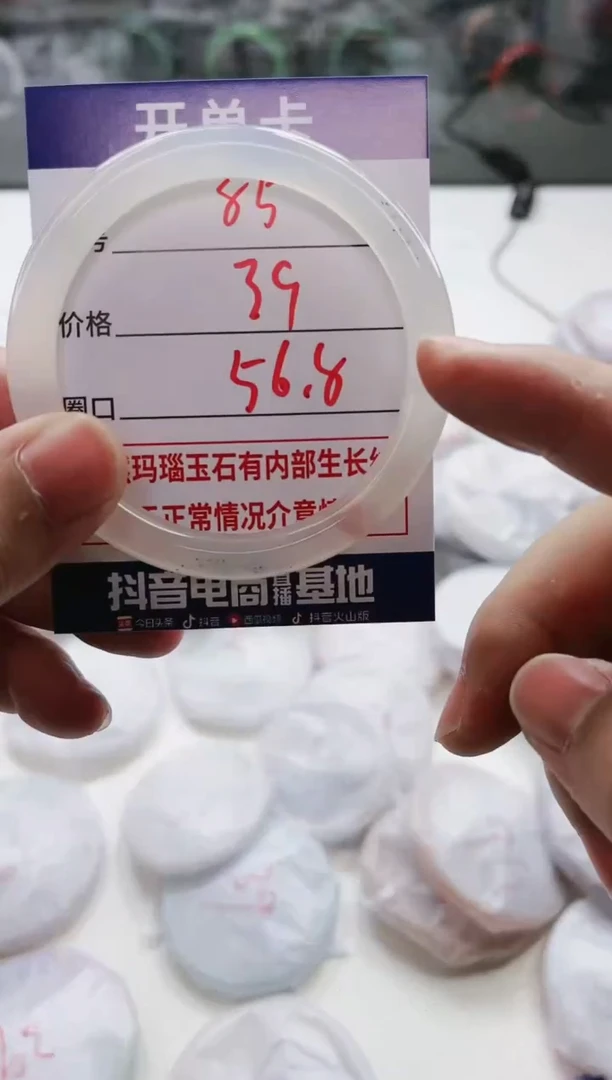 开单卡
号 85
价格 39
圈口 56.8
玛瑙玉石有内部生长
正常情况介意
抖音电商直播基地
今日头条 抖音 西瓜视频 抖音火山版